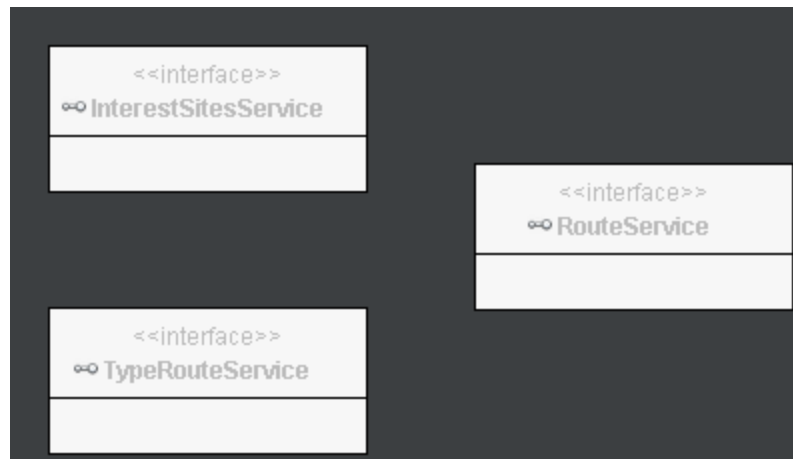 <<interface>>
InterestSitesService
<<interface>>
RouteService
<<interface>>
TypeRouteService